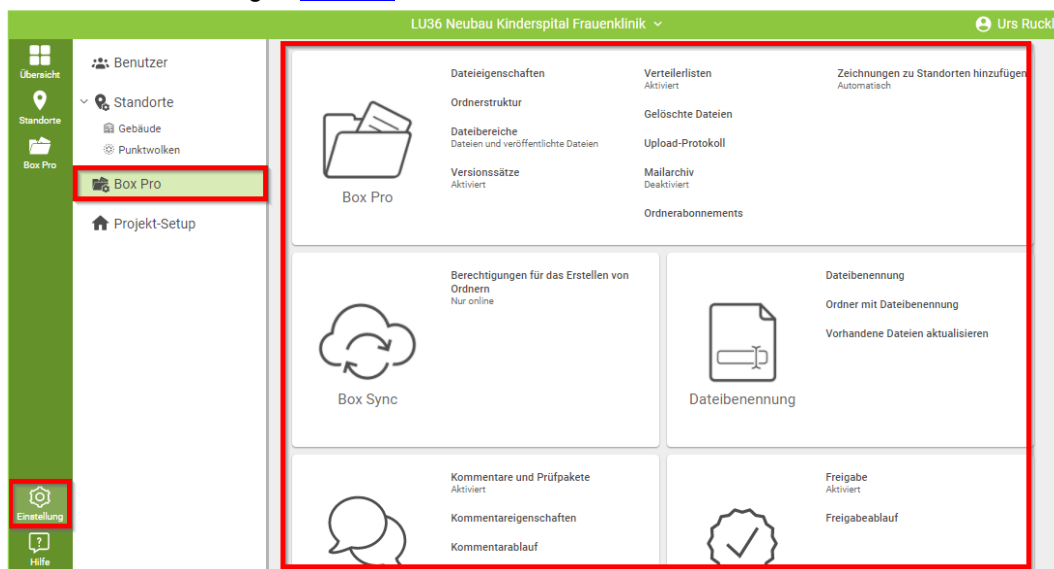 LU36 Neubau Kinderspital Frauenklinik
Urs Ruckl
Übersicht
Standorte
Box Pro
Einstellung
Hilfe
Benutzer
Standorte
Gebäude
Punktwolken
Box Pro
Projekt-Setup
Box Pro
Dateieigenschaften
Ordnerstruktur
Dateibereiche
Dateien und veröffentlichte Dateien
Versionssätze
Aktiviert
Verteilerlisten
Aktiviert
Gelöschte Dateien
Upload-Protokoll
Mailarchiv
Deaktiviert
Ordnerabonnements
Zeichnungen zu Standorten hinzufügen
Automatisch
Box Sync
Berechtigungen für das Erstellen von
Ordnern
Nur online
Dateibenennung
Dateibenennung
Ordner mit Dateibenennung
Vorhandene Dateien aktualisieren
Kommentare und Prüfpakete
Aktiviert
Kommentareigenschaften
Kommentarablauf
Freigabe
Aktiviert
Freigabeablauf